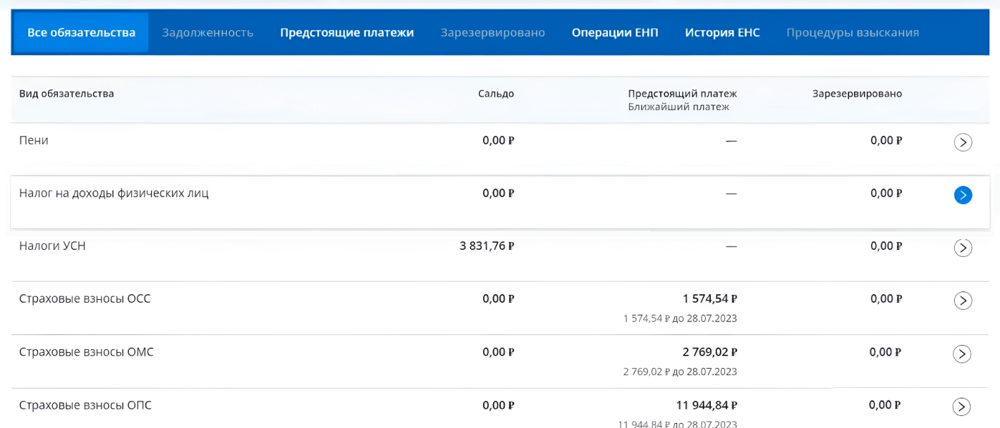 Все обязательства Задолженность Предстоящие платежи Зарезервировано Операции ЕНП История ЕНС Процедуры взыскания
Вид обязательства Сальдо Предстоящий платеж Зарезервировано
Ближайший платеж
Пени 0,00 ₽ — 0,00 ₽
Налог на доходы физических лиц 0,00 ₽ — 0,00 ₽
Налоги УСН 3 831,76 ₽ — 0,00 ₽
Страховые взносы ОСС 0,00 ₽ 1 574,54 ₽ 0,00 ₽
1 574,54 ₽ до 28.07.2023
Страховые взносы ОМС 0,00 ₽ 2 769,02 ₽ 0,00 ₽
2 769,02 ₽ до 28.07.2023
Страховые взносы ОПС 0,00 ₽ 11 944,84 ₽ 0,00 ₽
11 944,84 ₽ до 28.07.2023